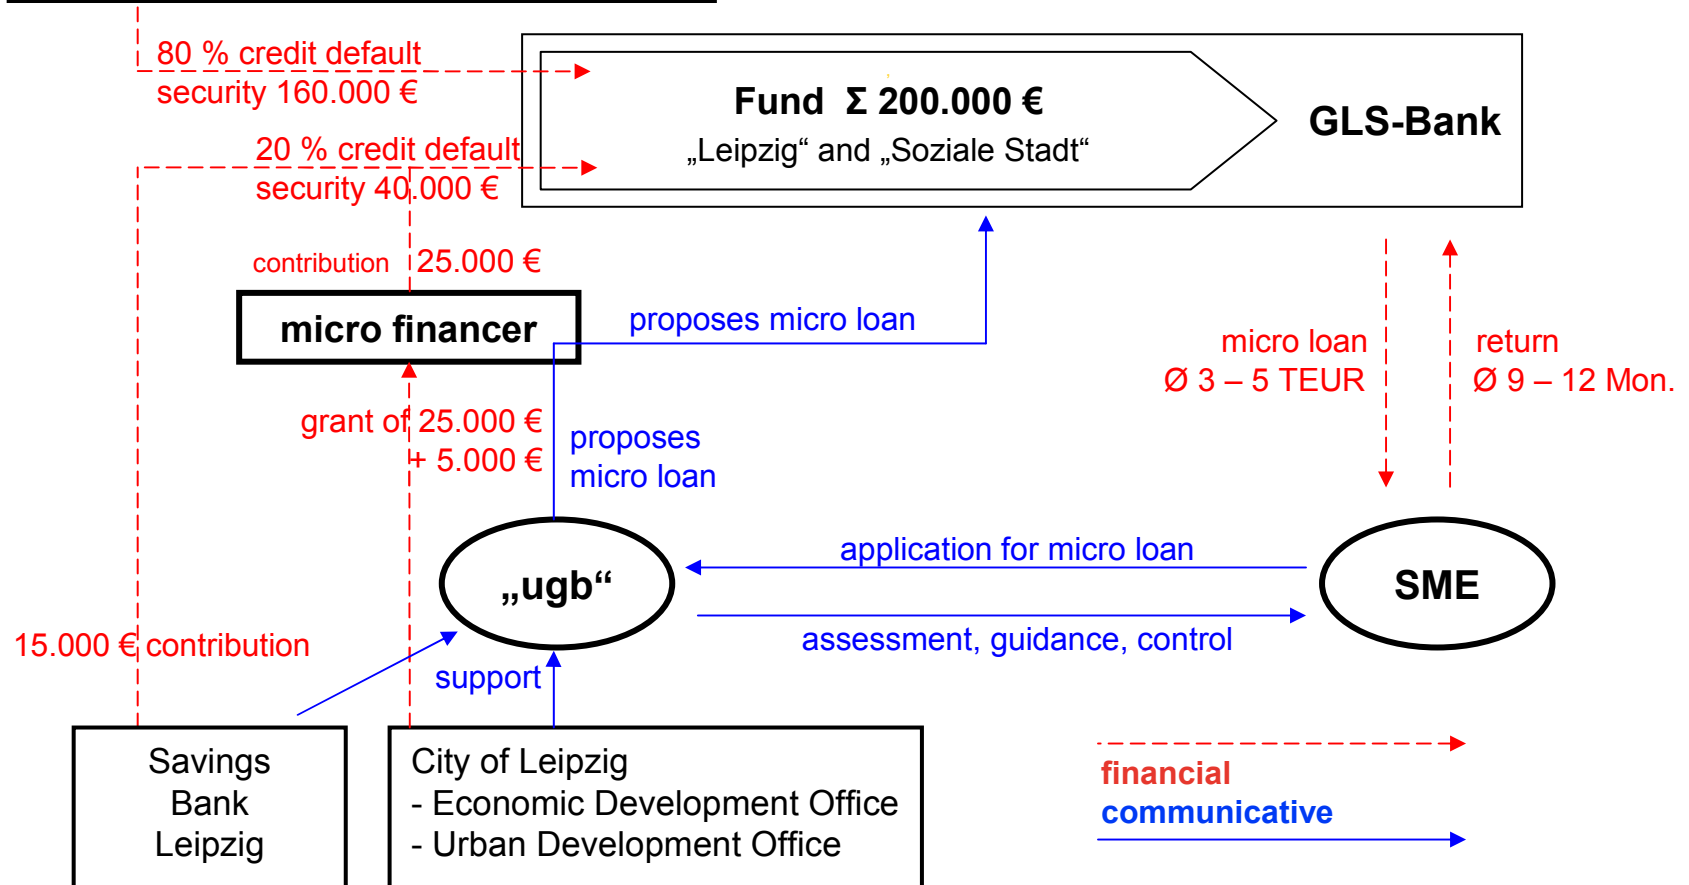 80 % credit default
security 160.000 €
Fund Σ 200.000 €
„Leipzig“ and „Soziale Stadt“
GLS-Bank
20 % credit default
security 40.000 €
contribution 25.000 €
micro financer
proposes micro loan
micro loan
Ø 3 – 5 TEUR
return
Ø 9 – 12 Mon.
grant of 25.000 €
+ 5.000 €
proposes
micro loan
„ugb“
application for micro loan
SME
assessment, guidance, control
15.000 € contribution
support
Savings
Bank
Leipzig
City of Leipzig
- Economic Development Office
- Urban Development Office
financial
communicative